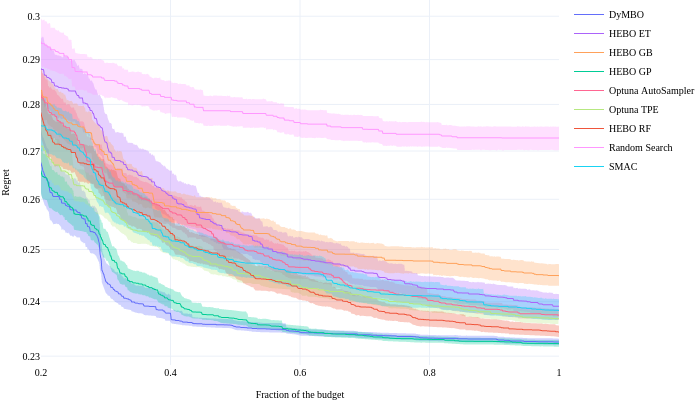 0.3
0.29
0.28
0.27
0.26
0.25
0.24
0.23
Regret
0.2
0.4
0.6
0.8
1
Fraction of the budget
DyMBO
HEBO ET
HEBO GB
HEBO GP
Optuna AutoSampler
Optuna TPE
HEBO RF
Random Search
SMAC